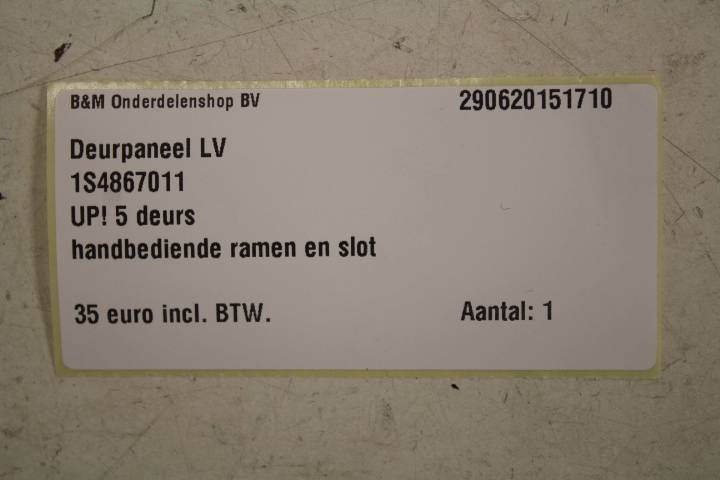 B&M Onderdelenshop BV 290620151710
Deurpaneel LV
1S4867011
UP! 5 deurs
handbediende ramen en slot
35 euro incl. BTW. Aantal: 1